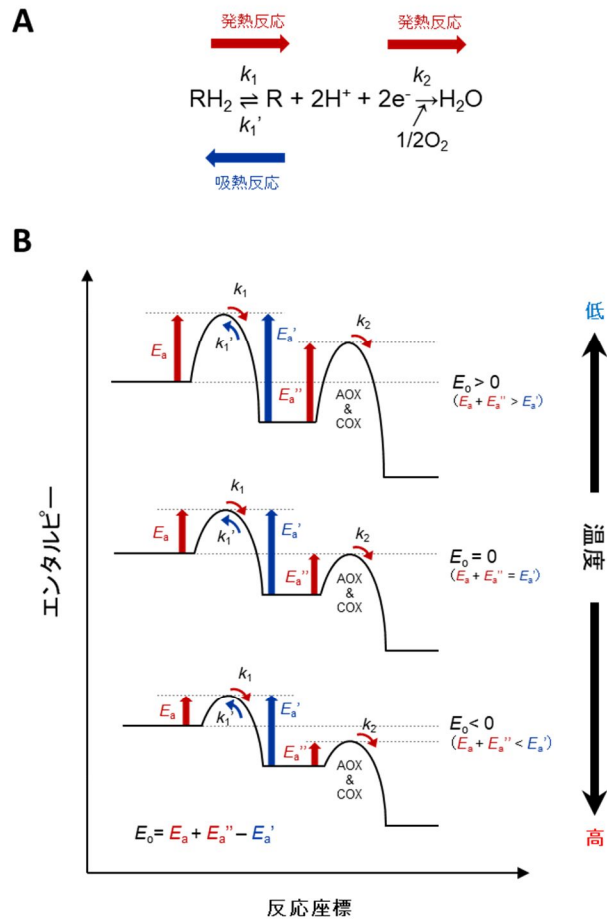 A
発熱反応 発熱反応
k₁ k₂
RH₂ ⇌ R + 2H⁺ + 2e⁻ → H₂O
k₁'
1/2O₂
吸熱反応
B
エンタルピー
k₁
k₁'
Eₐ
Eₐ'
Eₐ''
k₂
AOX
&
COX
Eₒ > 0
(Eₐ + Eₐ'' > Eₐ')
k₁
k₁'
Eₐ
Eₐ'
Eₐ''
k₂
AOX
&
COX
Eₒ = 0
(Eₐ + Eₐ'' = Eₐ')
k₁
k₁'
Eₐ
Eₐ'
Eₐ''
k₂
AOX
&
COX
Eₒ < 0
(Eₐ + Eₐ'' < Eₐ')
Eₒ = Eₐ + Eₐ'' − Eₐ'
反応座標
低
温度
高